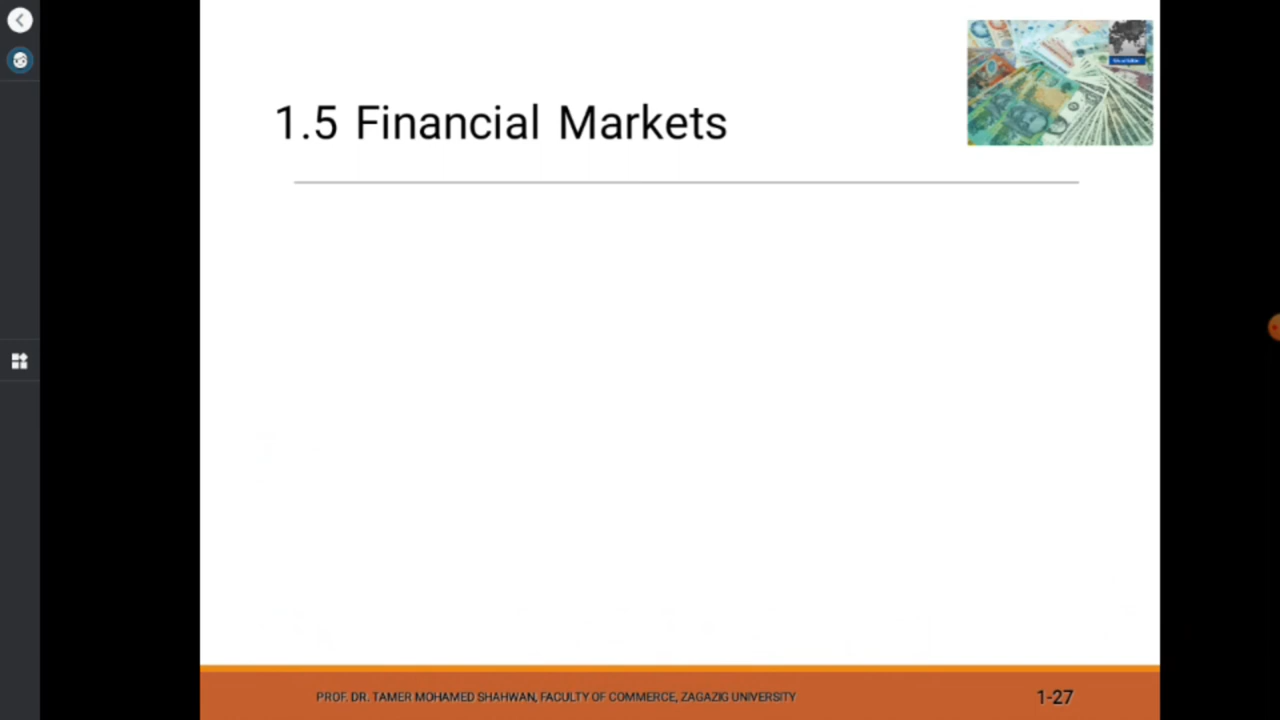 1.5 Financial Markets
PROF. DR. TAMER MOHAMED SHAHWAN, FACULTY OF COMMERCE, ZAGAZIG UNIVERSITY
1-27